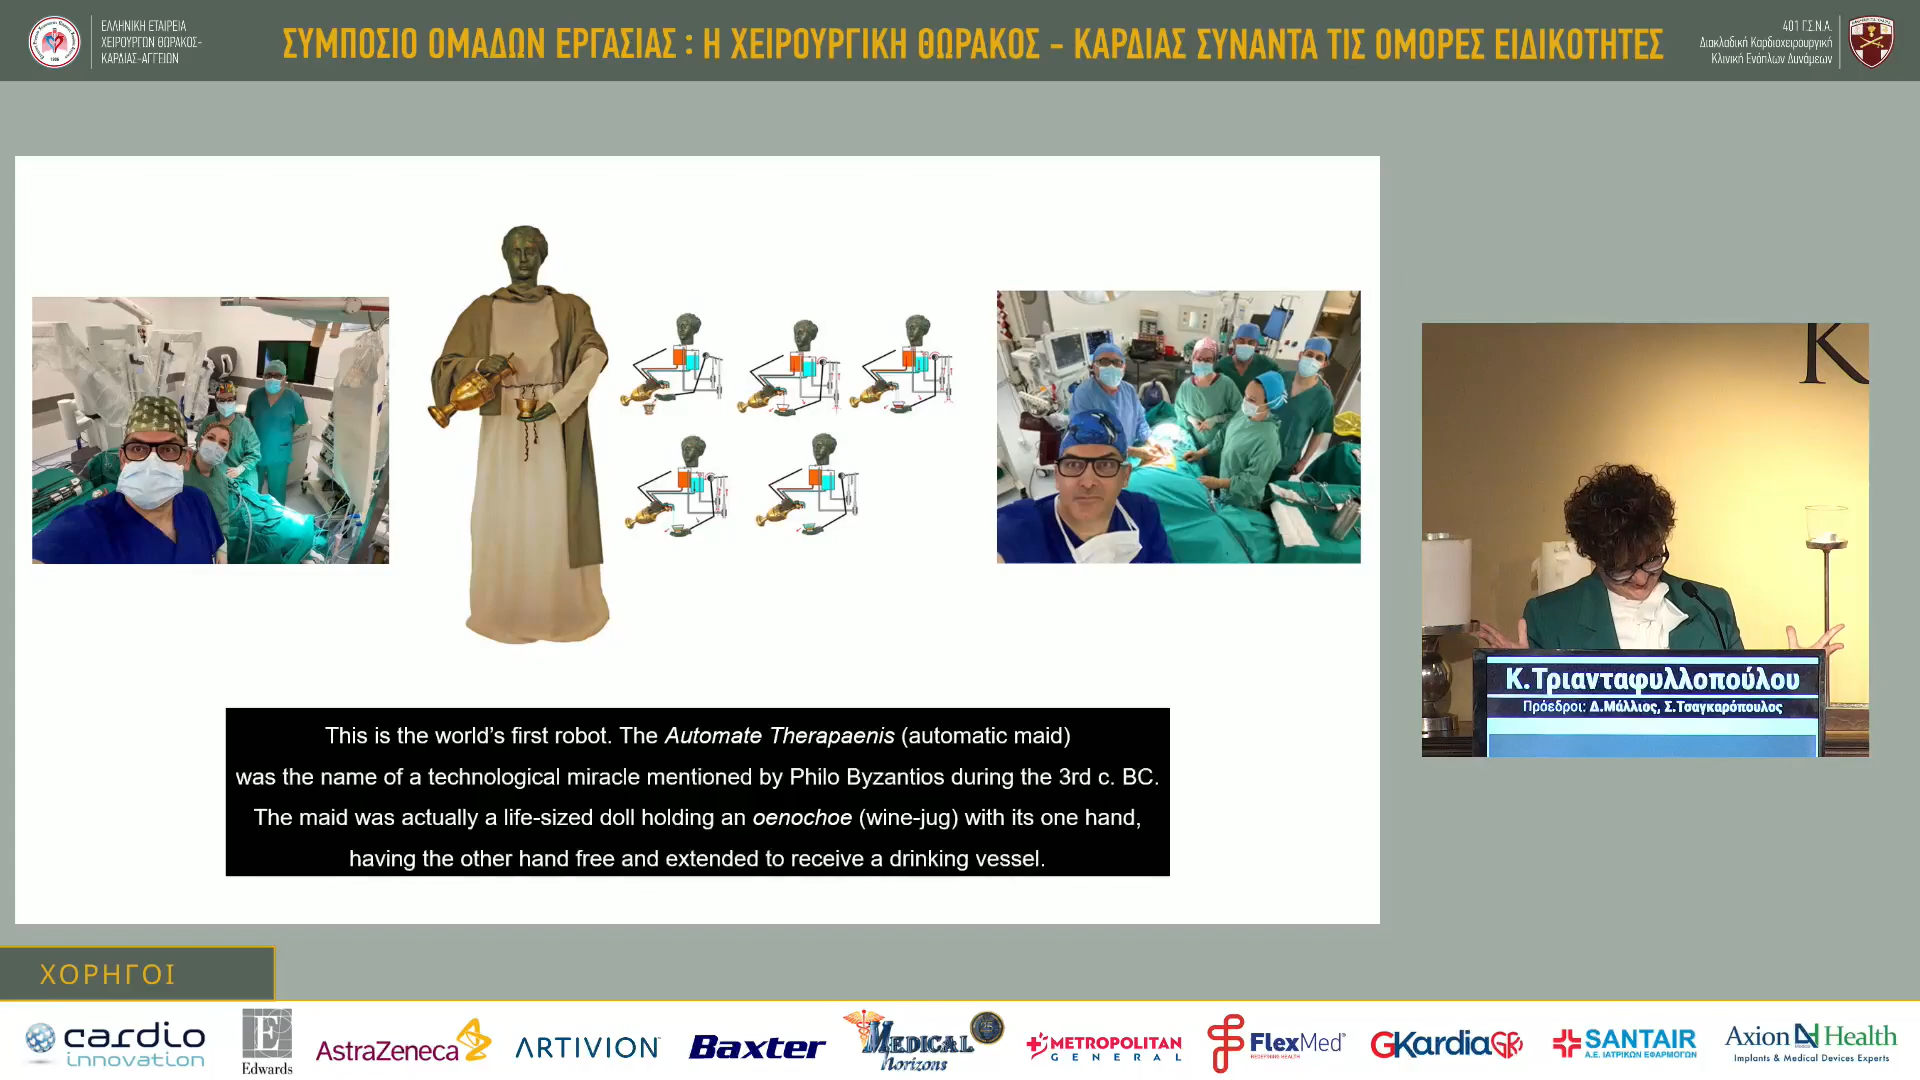 ΕΛΛΗΝΙΚΗ ΕΤΑΙΡΕΙΑ
ΧΕΙΡΟΥΡΓΩΝ ΘΩΡΑΚΟΣ-
ΚΑΡΔΙΑΣ-ΑΓΓΕΙΩΝ
ΣΥΜΠΟΣΙΟ ΟΜΑΔΩΝ ΕΡΓΑΣΙΑΣ : Η ΧΕΙΡΟΥΡΓΙΚΗ ΘΩΡΑΚΟΣ - ΚΑΡΔΙΑΣ ΣΥΝΑΝΤΑ ΤΙΣ ΟΜΟΡΕΣ ΕΙΔΙΚΟΤΗΤΕΣ
401 Γ.Σ.Ν.Α.
Διακλαδική Καρδιοχειρουργική
Κλινική Ενόπλων Δυνάμεων
This is the world's first robot. The Automate Therapaenis (automatic maid)
was the name of a technological miracle mentioned by Philo Byzantios during the 3rd c. BC.
The maid was actually a life-sized doll holding an oenochoe (wine-jug) with its one hand,
having the other hand free and extended to receive a drinking vessel.
K
Κ.Τριανταφυλλοπούλου
Πρόεδροι: Δ.Μάλλιος, Σ.Τσαγκαρόπουλος
ΧΟΡΗΓΟΙ
cardio
innovation
E
Edwards
AstraZeneca
ARTIVION
Baxter
MEDICAL
Horizons
25
METROPOLITAN
GENERAL
FlexMed
REDEFINING HEALTH
GKardiaGR
SANTAIR
Α.Ε. ΙΑΤΡΙΚΩΝ ΕΦΑΡΜΟΓΩΝ
Axion Health
Implants & Medical Devices Experts